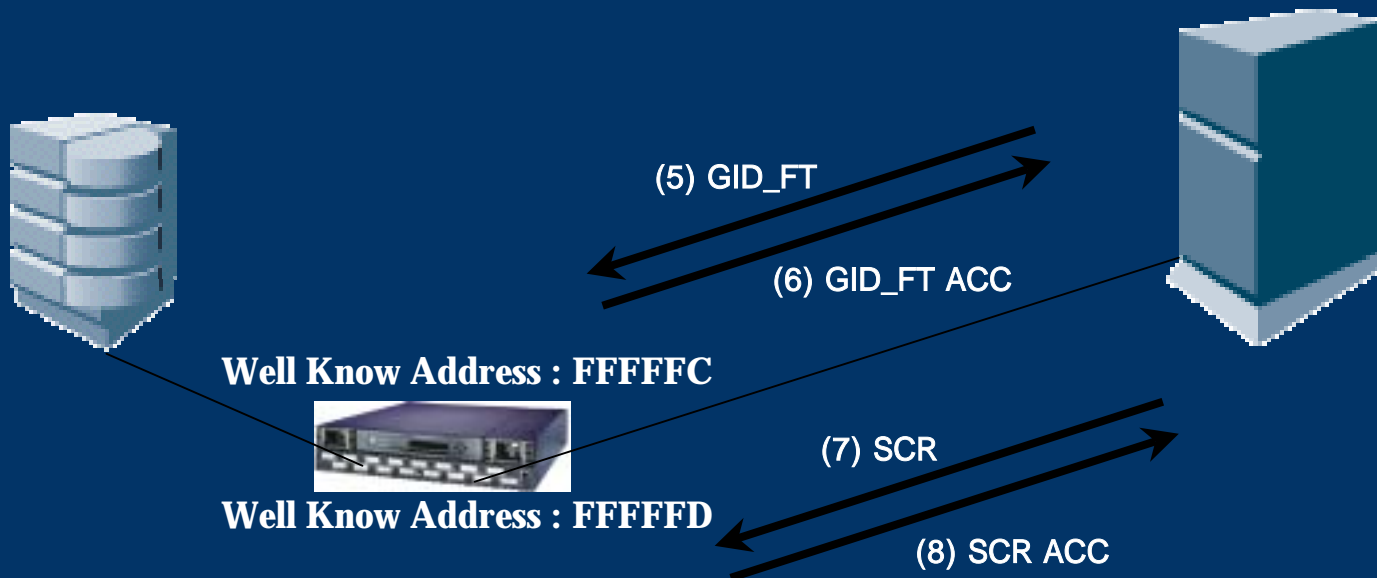 (5) GID_FT
(6) GID_FT ACC
Well Know Address : FFFFFC
(7) SCR
Well Know Address : FFFFFD
(8) SCR ACC